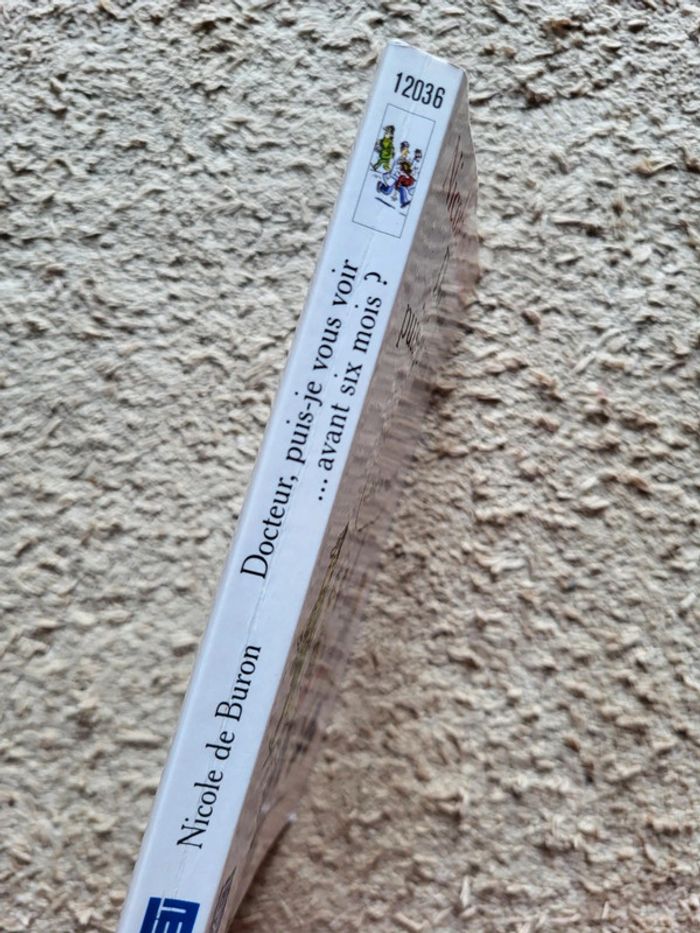 12036
Nicole de Buron
Docteur, puis-je vous voir
... avant six mois ?